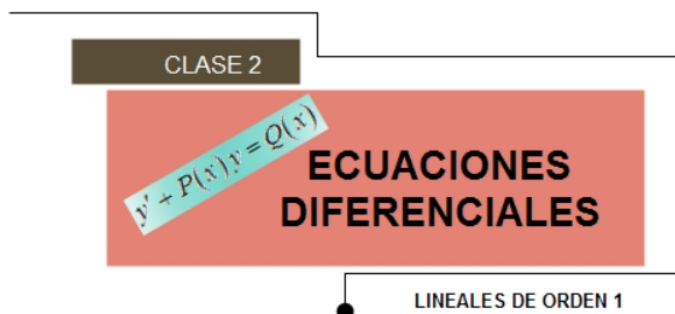 CLASE 2
y' + P(x)y = Q(x)
ECUACIONES
DIFERENCIALES
LINEALES DE ORDEN 1